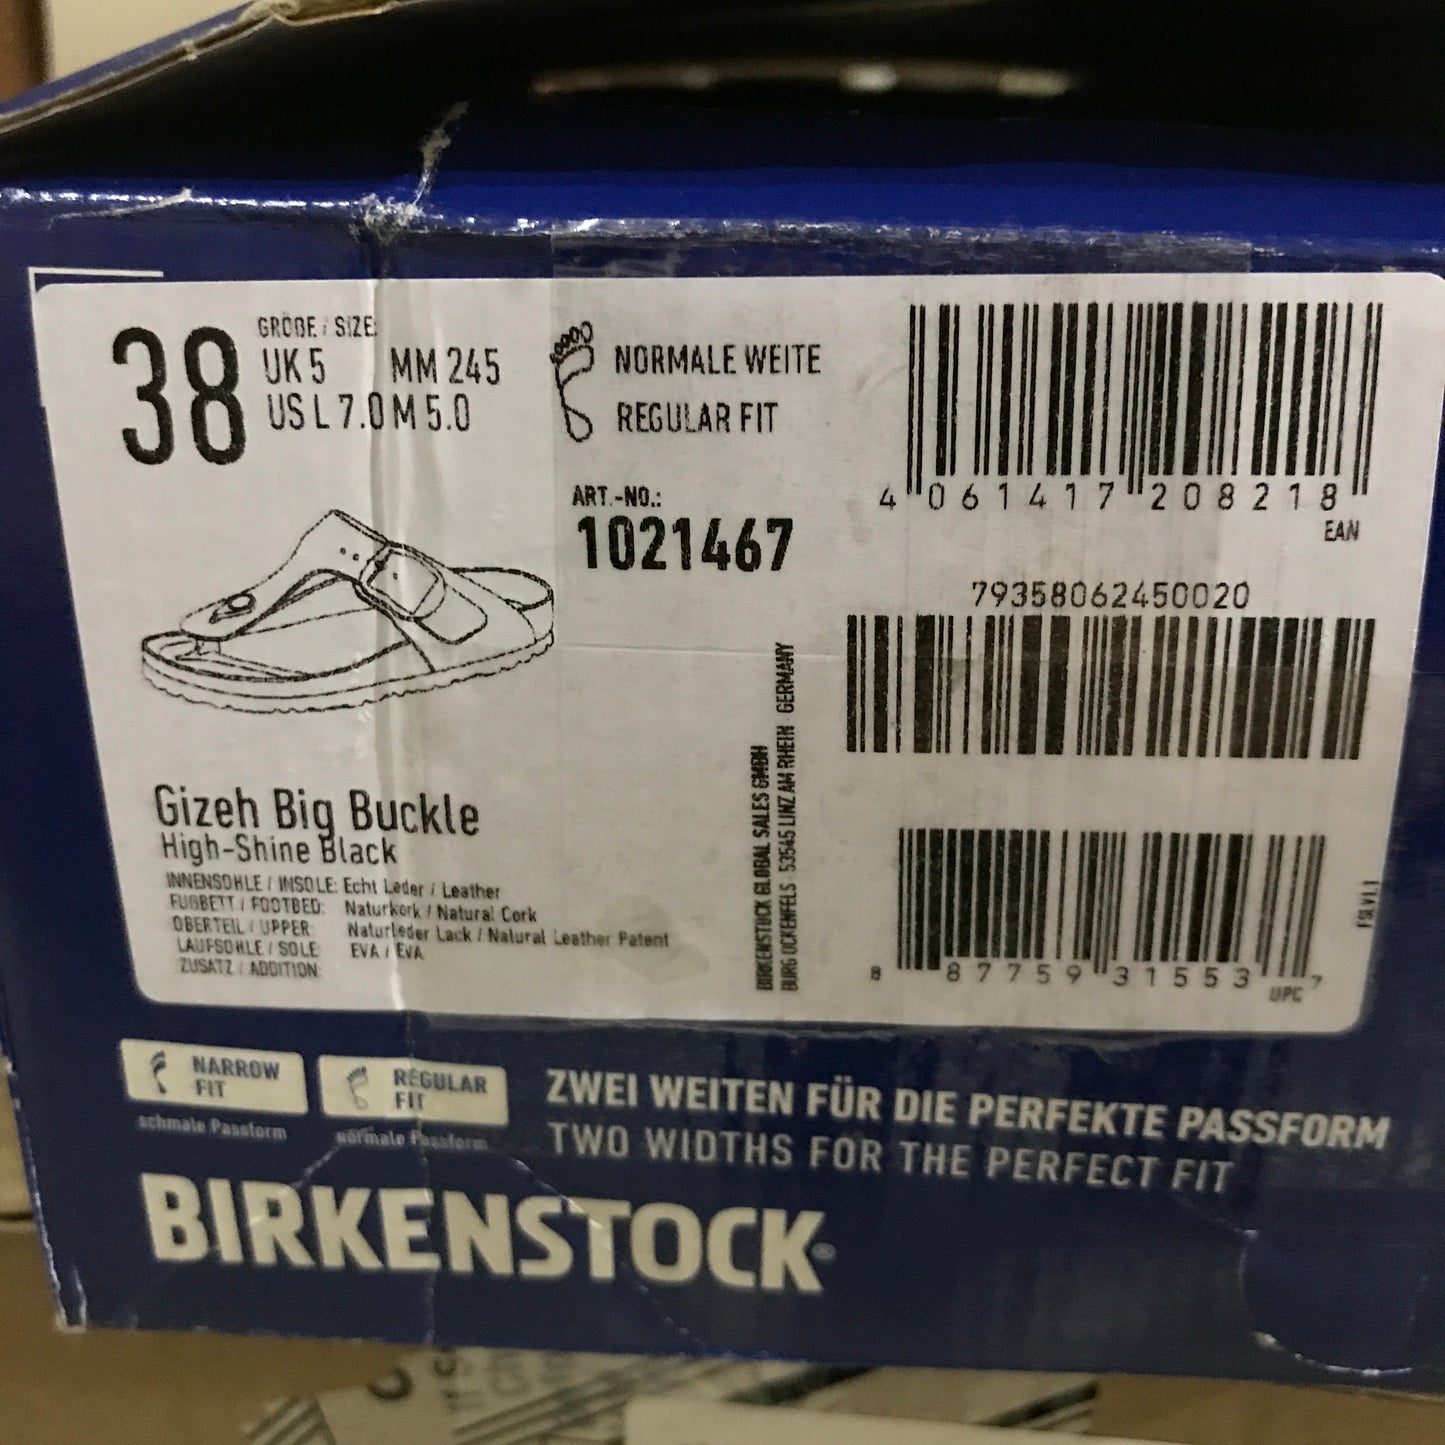 38
GRÖßE / SIZE:
UK 5 MM 245
US L 7.0 M 5.0
NORMALE WEITE
REGULAR FIT
ART.-NO.:
1021467
4 061417 208218
EAN
79358062450020
BIRKENSTOCK GLOBAL SALES GMBH
BURG OCKENFELS · 53545 LINZ AM RHEIN · GERMANY
Gizeh Big Buckle
High-Shine Black
INNENSOHLE / INSOLE: Echt Leder / Leather
FUßBETT / FOOTBED: Naturkork / Natural Cork
OBERTEIL / UPPER: Naturleder Lack / Natural Leather Patent
LAUFSOHLE / SOLE: EVA / EVA
ZUSATZ / ADDITION:
8 87759 31553 7
UPC
FSLV1.1
NARROW
FIT
schmale Passform
REGULAR
FIT
normale Passform
ZWEI WEITEN FÜR DIE PERFEKTE PASSFORM
TWO WIDTHS FOR THE PERFECT FIT
BIRKENSTOCK®